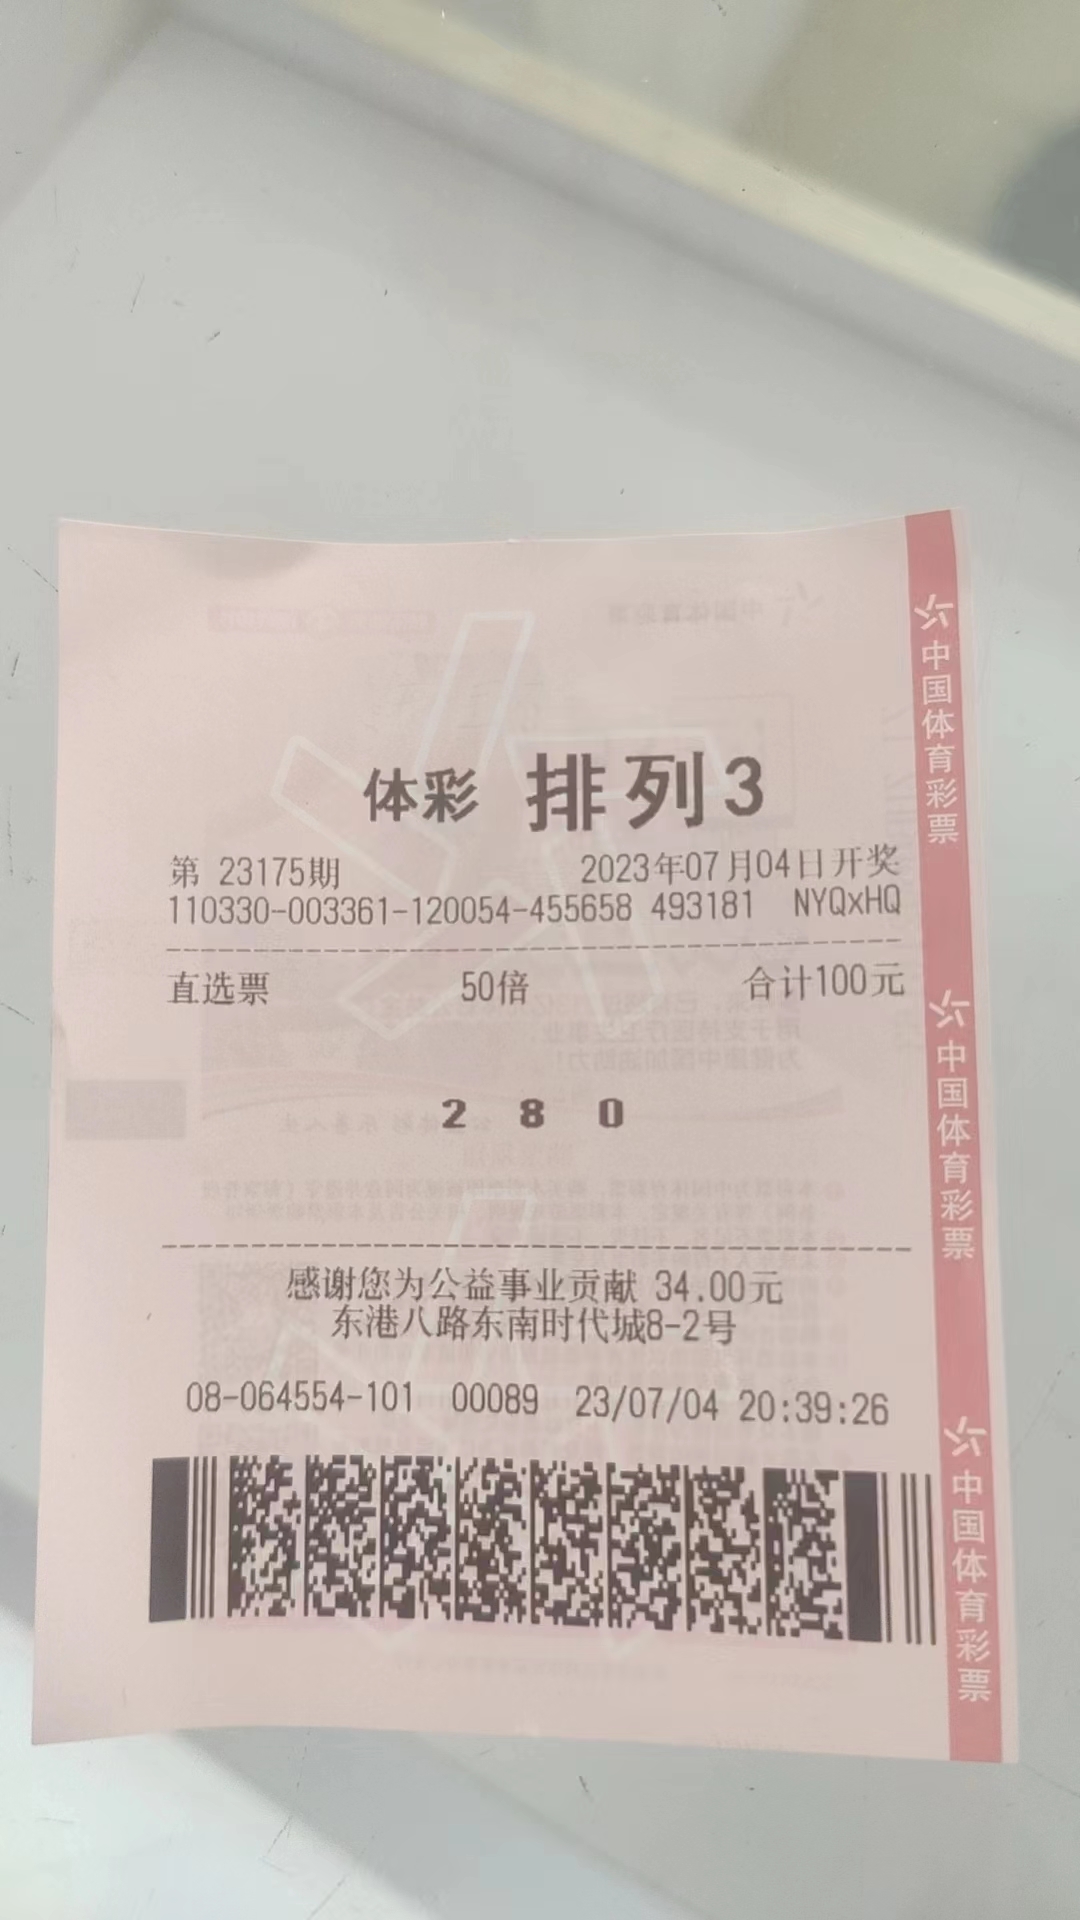 体彩 排列3
第 23175期 2023年07月04日开奖
110330-003361-120054-455658 493181 NYQxHQ
直选票 50倍 合计100元
2 8 0
感谢您为公益事业贡献 34.00元
东港八路东南时代城8-2号
08-064554-101 00089 23/07/04 20:39:26
中国体育彩票
中国体育彩票
中国体育彩票